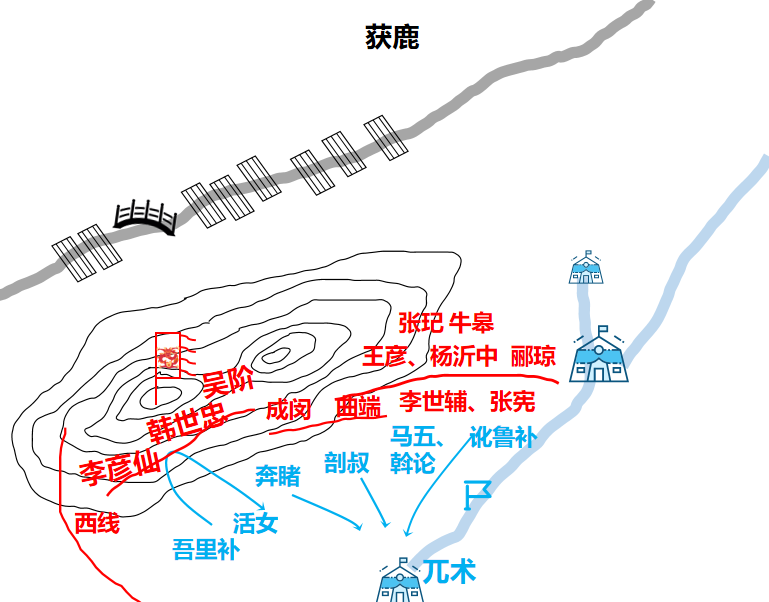 获鹿
张玘 牛皋
王彦、杨沂中 郦琼
吴阶
韩世忠
成闵
曲端
李世辅、张宪
李彦仙
马五、
斡论
讹鲁补
剖叔
奔睹
西线
活女
吾里补
兀术